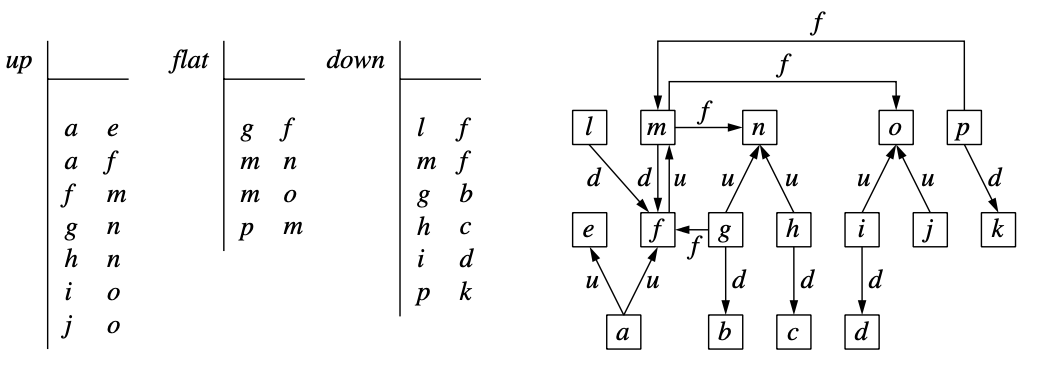 up flat down
a e
a f
f m
g n
h n
i o
j o
g f
m n
m o
p m
l f
m f
g b
h c
i d
p k
f
f
l m f n o p
d d u u u u u d
e f f g h i j k
u u d d d
a b c d